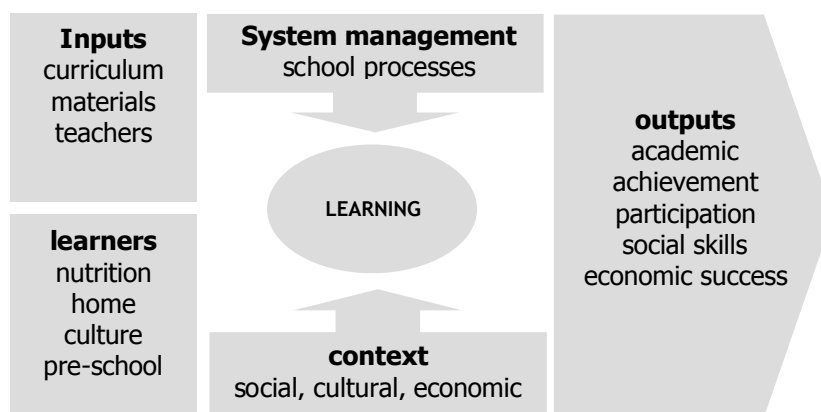 Inputs
curriculum
materials
teachers
learners
nutrition
home
culture
pre-school
System management
school processes
LEARNING
context
social, cultural, economic
outputs
academic
achievement
participation
social skills
economic success